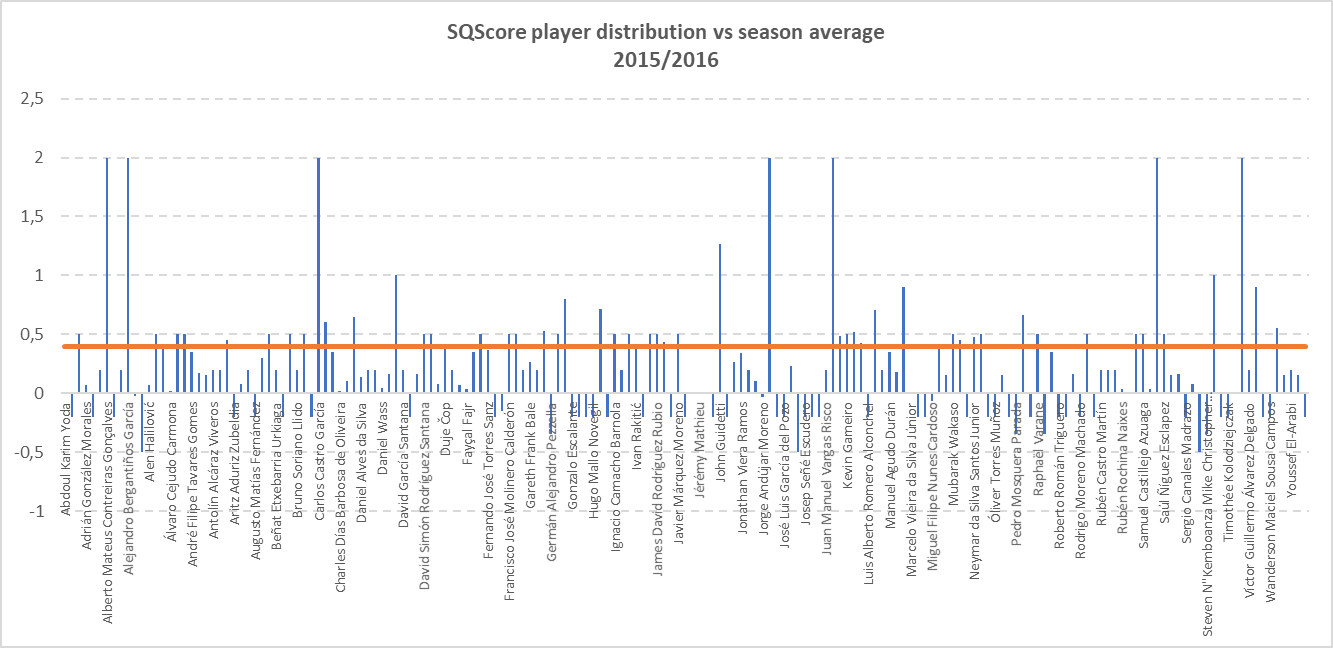 SQScore player distribution vs season average
2015/2016
2,5
2
1,5
1
0,5
0
-0,5
-1
Abdoul Karim Yoda
Adrián González Morales
Alberto Mateus Contreiras Gonçalves
Alejandro Bergantiños García
Alen Halilović
Álvaro Cejudo Carmona
André Filipe Tavares Gomes
Antolín Alcáraz Viveros
Aritz Aduriz Zubeldia
Augusto Matías Fernández
Beñat Etxebarria Urkiaga
Bruno Soriano Llido
Carlos Castro García
Charles Días Barbosa de Oliveira
Daniel Alves da Silva
Daniel Wass
David García Santana
David Simón Rodríguez Santana
Duje Čop
Fayçal Fajr
Fernando José Torres Sanz
Francisco José Molinero Calderón
Gareth Frank Bale
Germán Alejandro Pezzella
Gonzalo Escalante
Hugo Mallo Novegil
Ignacio Camacho Barnola
Ivan Rakitić
James David Rodríguez Rubio
Javier Márquez Moreno
Jérémy Mathieu
John Guidetti
Jonathan Viera Ramos
Jorge Andújar Moreno
José Luis García del Pozo
Josep Señé Escudero
Juan Manuel Vargas Risco
Kevin Gameiro
Luis Alberto Romero Alconchel
Manuel Agudo Durán
Marcelo Vieira da Silva Júnior
Miguel Filipe Nunes Cardoso
Mubarak Wakaso
Neymar da Silva Santos Junior
Óliver Torres Muñoz
Pedro Mosquera Parada
Raphaël Varane
Roberto Román Triguero
Rodrigo Moreno Machado
Rubén Castro Martín
Rubén Rochina Naixes
Samuel Castillejo Azuaga
Saúl Ñíguez Esclapez
Sergio Canales Madrazo
Steven N''Kemboanza Mike Christopher...
Timothée Kolodziejczak
Víctor Guillermo Álvarez Delgado
Wanderson Maciel Sousa Campos
Youssef El-Arabi